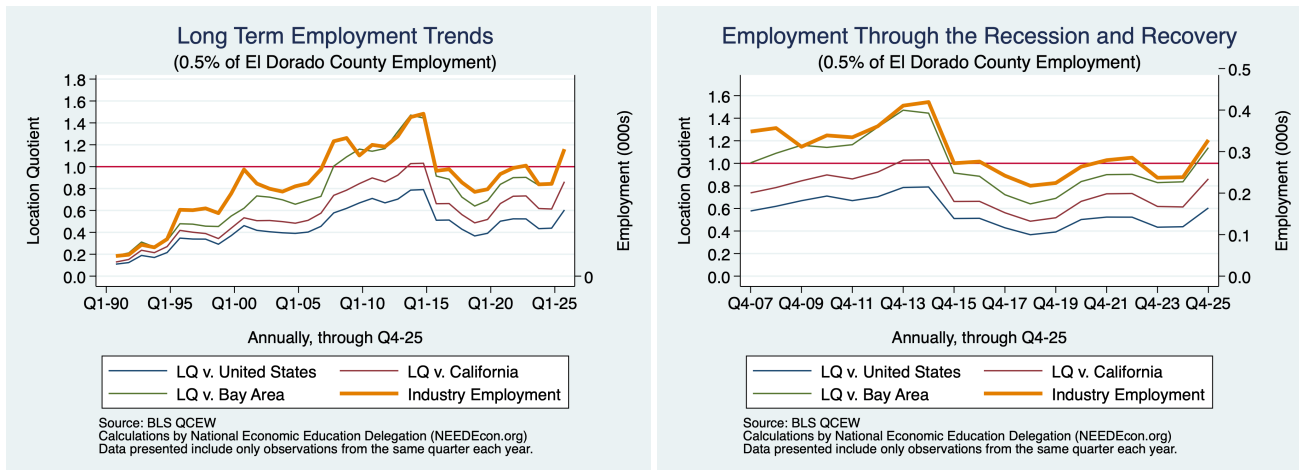 Long Term Employment Trends
(0.5% of El Dorado County Employment)
Location Quotient
1.8
1.6
1.4
1.2
1.0
0.8
0.6
0.4
0.2
0.0
Employment (000s)
0
Q1-90 Q1-95 Q1-00 Q1-05 Q1-10 Q1-15 Q1-20 Q1-25
Annually, through Q4-25
LQ v. United States LQ v. California
LQ v. Bay Area Industry Employment
Source: BLS QCEW
Calculations by National Economic Education Delegation (NEEDEcon.org)
Data presented include only observations from the same quarter each year.
Employment Through the Recession and Recovery
(0.5% of El Dorado County Employment)
Location Quotient
1.6
1.4
1.2
1.0
0.8
0.6
0.4
0.2
0.0
Employment (000s)
0.5
0.4
0.3
0.2
0.1
0.0
Q4-07 Q4-09 Q4-11 Q4-13 Q4-15 Q4-17 Q4-19 Q4-21 Q4-23 Q4-25
Annually, through Q4-25
LQ v. United States LQ v. California
LQ v. Bay Area Industry Employment
Source: BLS QCEW
Calculations by National Economic Education Delegation (NEEDEcon.org)
Data presented include only observations from the same quarter each year.